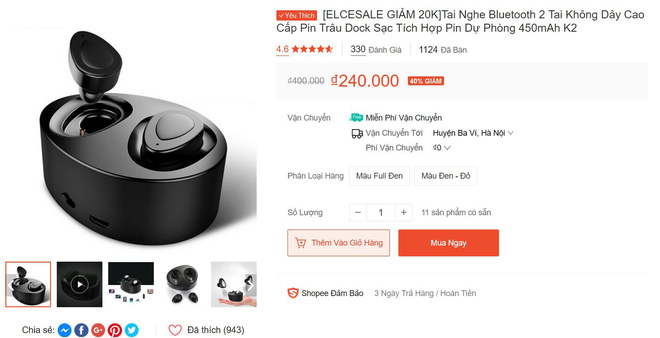 Yêu Thích [ELCESALE GIẢM 20K]Tai Nghe Bluetooth 2 Tai Không Dây Cao
Cấp Pin Trâu Dock Sạc Tích Hợp Pin Dự Phòng 450mAh K2
4.6 330 Đánh Giá 1124 Đã Bán
₫400.000 ₫240.000 40% GIẢM
Vận Chuyển Miễn Phí Vận Chuyển
Vận Chuyển Tới Huyện Ba Vì, Hà Nội
Phí Vận Chuyển ₫0
Phân Loại Hàng Màu Full Đen Màu Đen - Đỏ
Số Lượng − 1 + 11 sản phẩm có sẵn
Thêm Vào Giỏ Hàng Mua Ngay
Shopee Đảm Bảo 3 Ngày Trả Hàng / Hoàn Tiền
Chia sẻ: Đã thích (943)